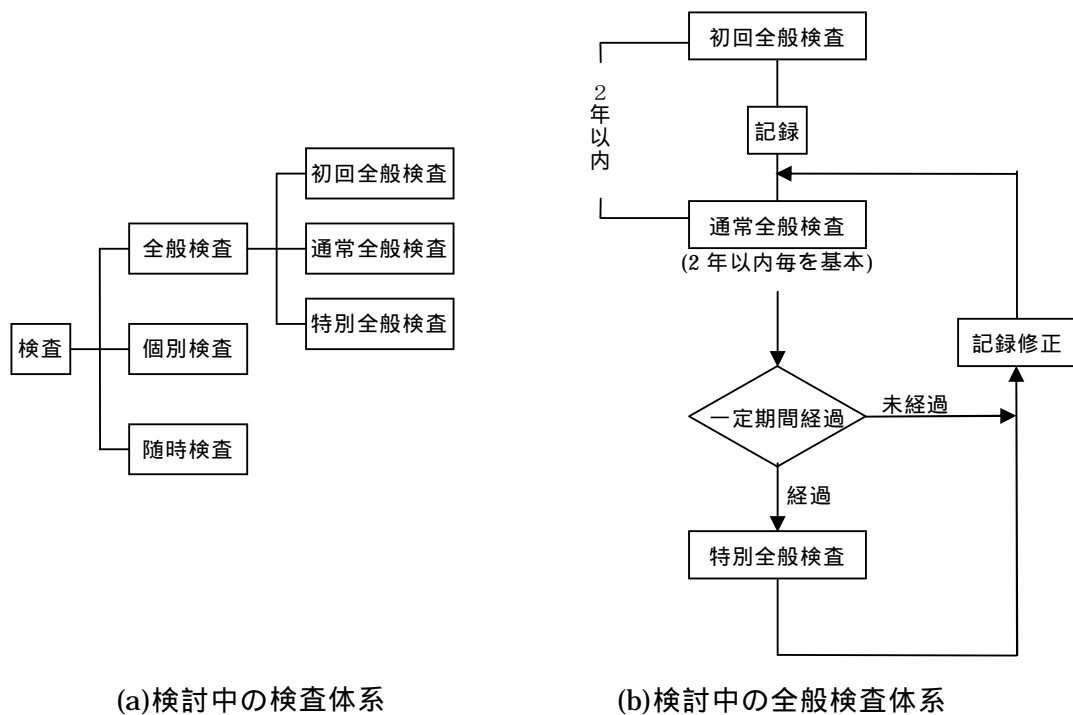 検査
全般検査
個別検査
随時検査
初回全般検査
通常全般検査
特別全般検査
(a)検討中の検査体系
初回全般検査
2年以内
記録
通常全般検査
(2 年以内毎を基本)
記録修正
一定期間経過
未経過
経過
特別全般検査
(b)検討中の全般検査体系